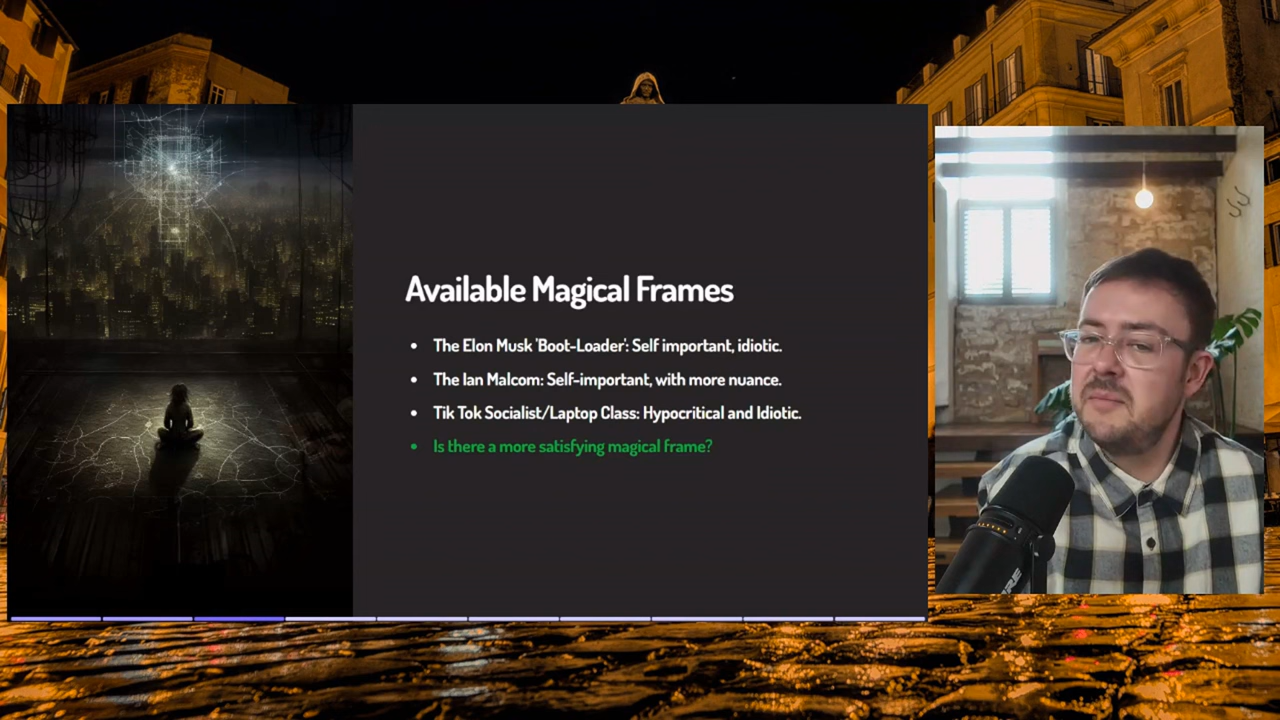 Available Magical Frames
• The Elon Musk 'Boot-Loader': Self important, idiotic.
• The Ian Malcom: Self-important, with more nuance.
• Tik Tok Socialist/Laptop Class: Hypocritical and Idiotic.
• Is there a more satisfying magical frame?